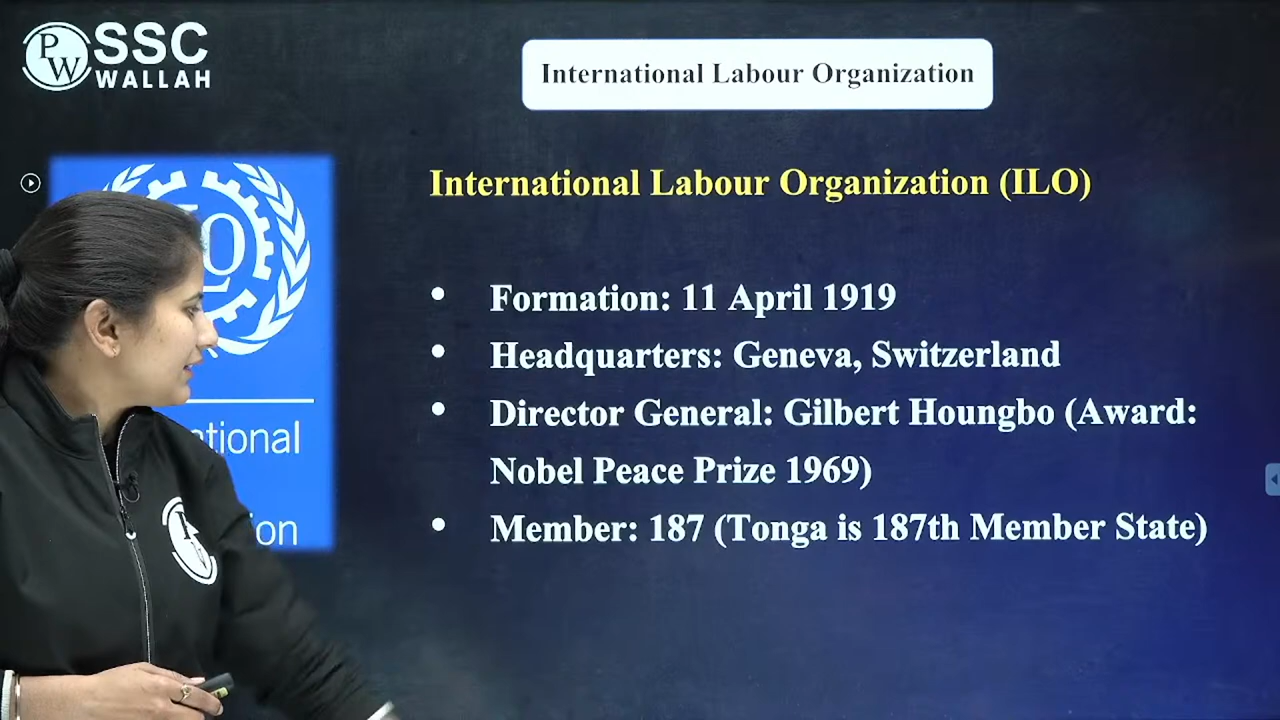 PW SSC
WALLAH
International Labour Organization
International Labour Organization (ILO)
• Formation: 11 April 1919
• Headquarters: Geneva, Switzerland
• Director General: Gilbert Houngbo (Award:
Nobel Peace Prize 1969)
• Member: 187 (Tonga is 187th Member State)